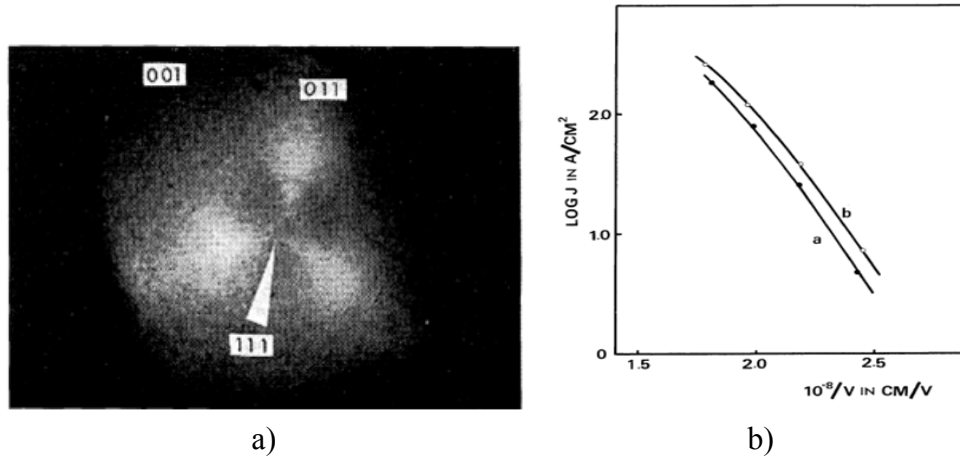 001
011
111
a)
LOG J IN A/CM²
2.0
1.0
0
1.5
2.0
2.5
10⁻⁸/V IN CM/V
a
b
b)